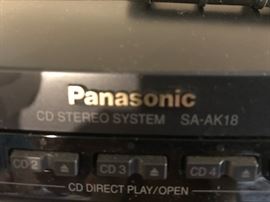 Panasonic
CD STEREO SYSTEM SA-AK18
CD 2 CD 3 CD 4
CD DIRECT PLAY/OPEN